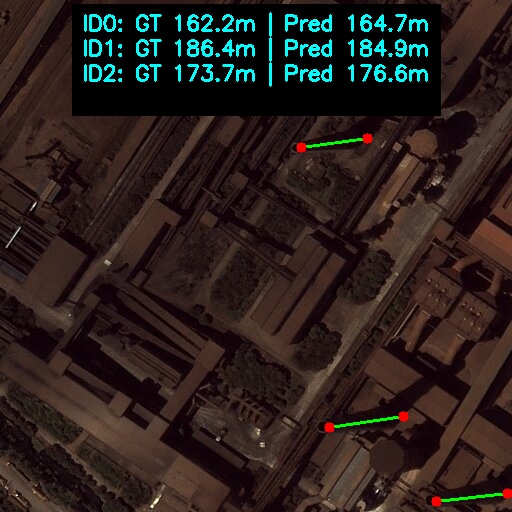 ID0: GT 162.2m | Pred 164.7m
ID1: GT 186.4m | Pred 184.9m
ID2: GT 173.7m | Pred 176.6m